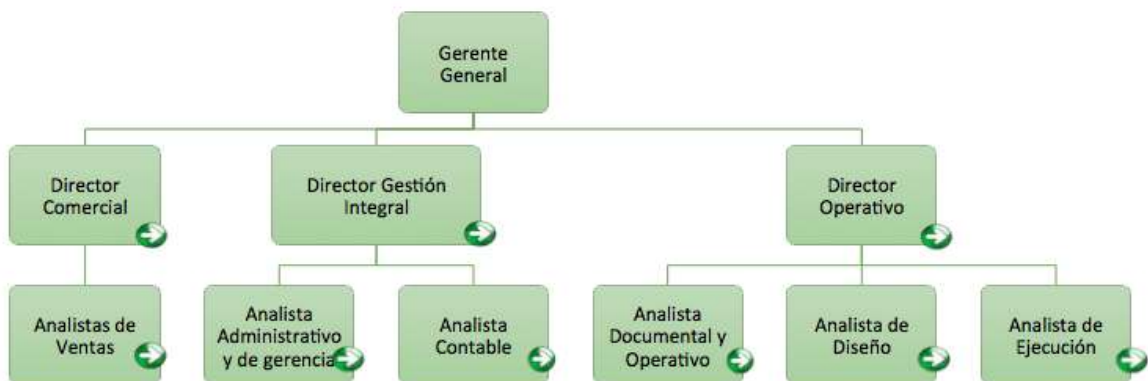 Gerente
General
Director
Comercial
Director Gestión
Integral
Director
Operativo
Analistas de
Ventas
Analista
Administrativo
y de gerencia
Analista
Contable
Analista
Documental y
Operativo
Analista de
Diseño
Analista de
Ejecución